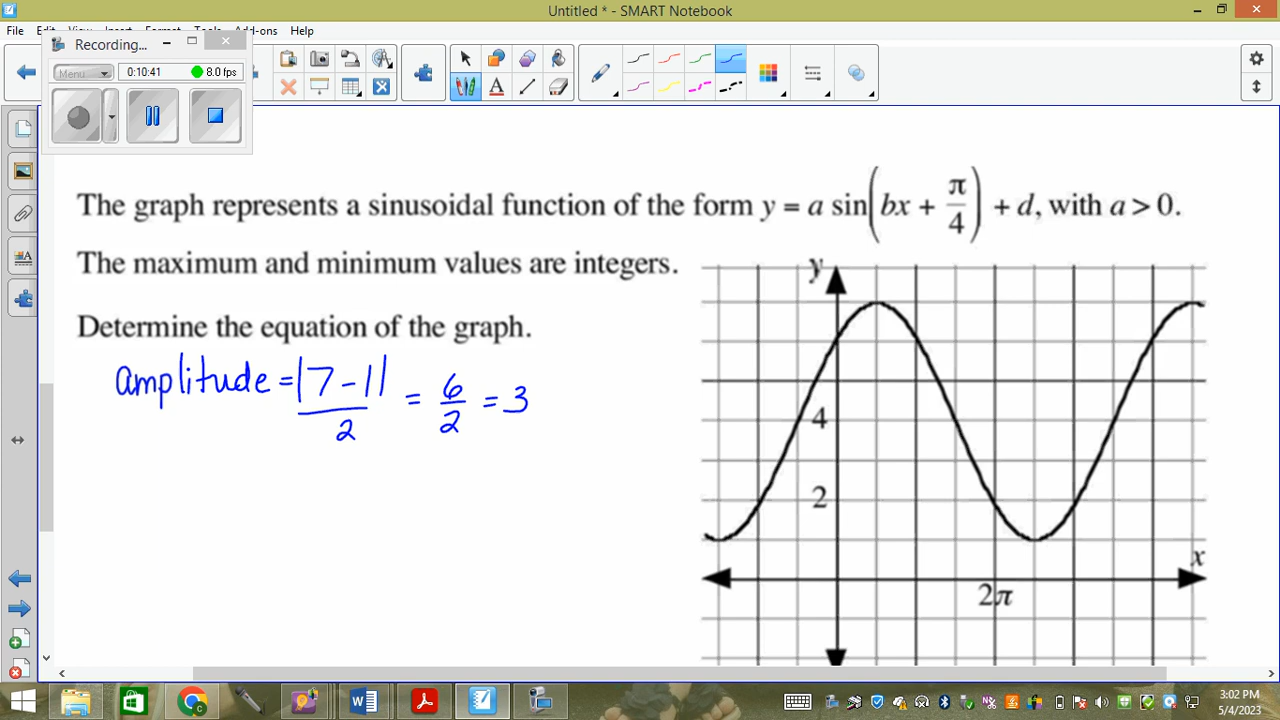 Untitled * - SMART Notebook
File Edit View Insert Format Tools Add-ons Help
Recording...
Menu
0:10:41
8.0 fps
The graph represents a sinusoidal function of the form y = a sin(bx + π/4) + d, with a > 0.
The maximum and minimum values are integers.
Determine the equation of the graph.
amplitude = |7 - 1| / 2 = 6/2 = 3
y
4
2
x
2π
3:02 PM
5/4/2023